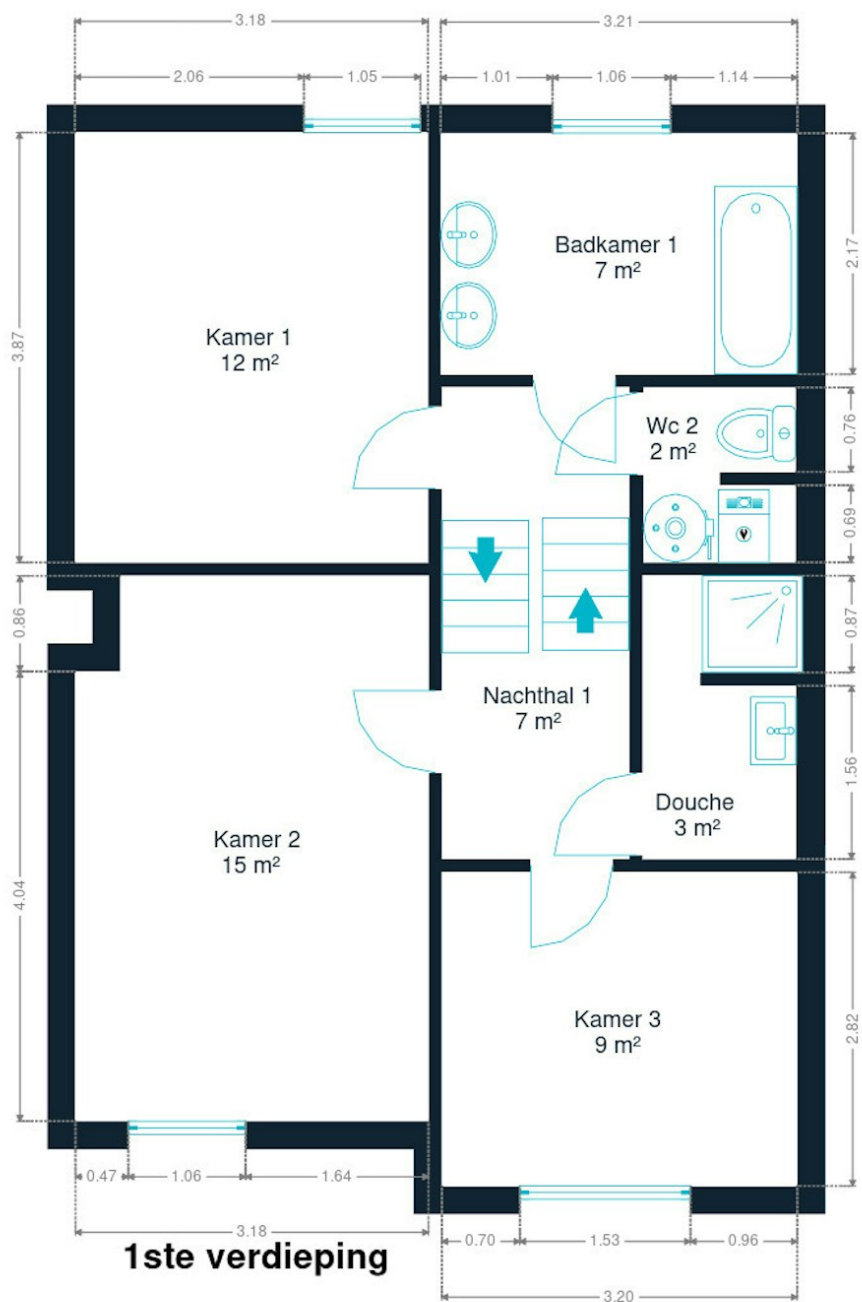 3.18
3.21
2.06
1.05
1.01
1.06
1.14
3.87
2.17
Badkamer 1
7 m²
Kamer 1
12 m²
0.76
Wc 2
2 m²
0.69
0.86
0.87
Nachthal 1
7 m²
1.56
Douche
3 m²
Kamer 2
15 m²
4.04
Kamer 3
9 m²
2.82
0.47
1.06
1.64
3.18
0.70
1.53
0.96
1ste verdieping
3.20